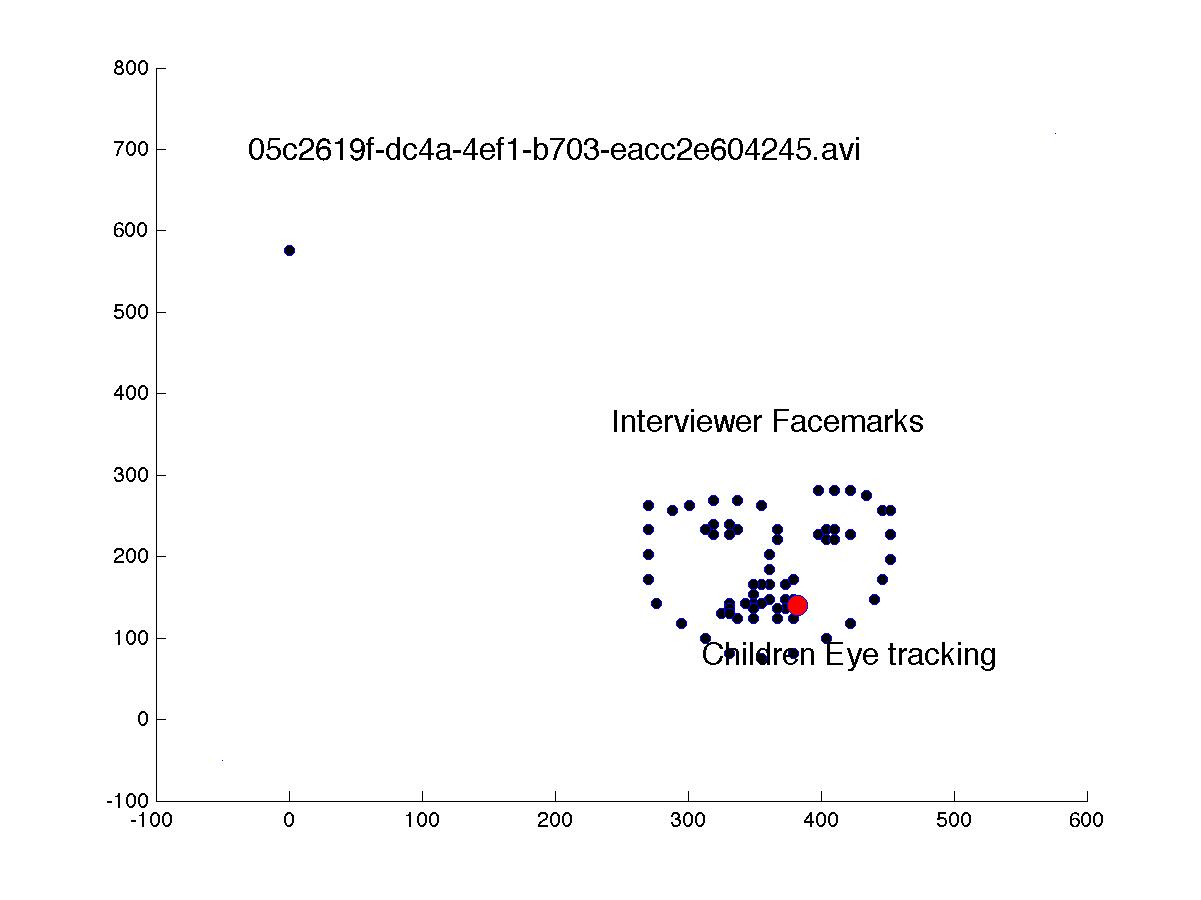 800
700
05c2619f-dc4a-4ef1-b703-eacc2e604245.avi
600
500
400
Interviewer Facemarks
300
200
100
Children Eye tracking
0
-100
-100 0 100 200 300 400 500 600